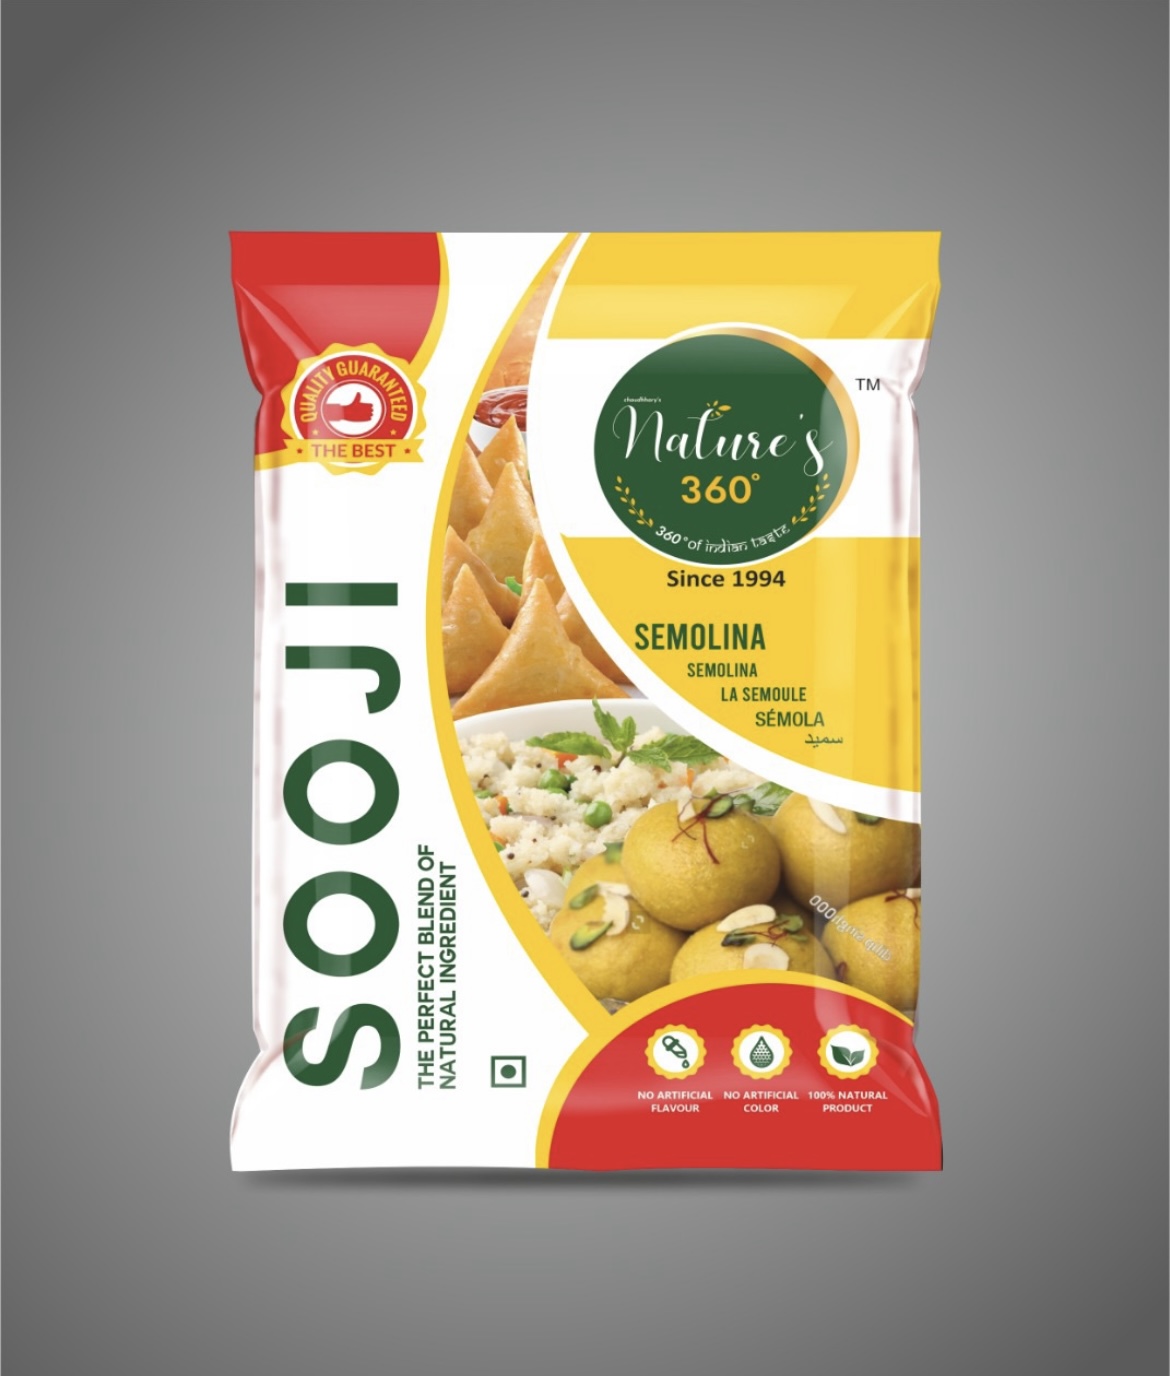 QUALITY GUARANTEED
THE BEST
chaudhary's
Nature's
360°
360° of indian taste
TM
Since 1994
SEMOLINA
SEMOLINA
LA SEMOULE
SÉMOLA
سميد
SOOJI
THE PERFECT BLEND OF
NATURAL INGREDIENT
NO ARTIFICIAL
FLAVOUR
NO ARTIFICIAL
COLOR
100% NATURAL
PRODUCT